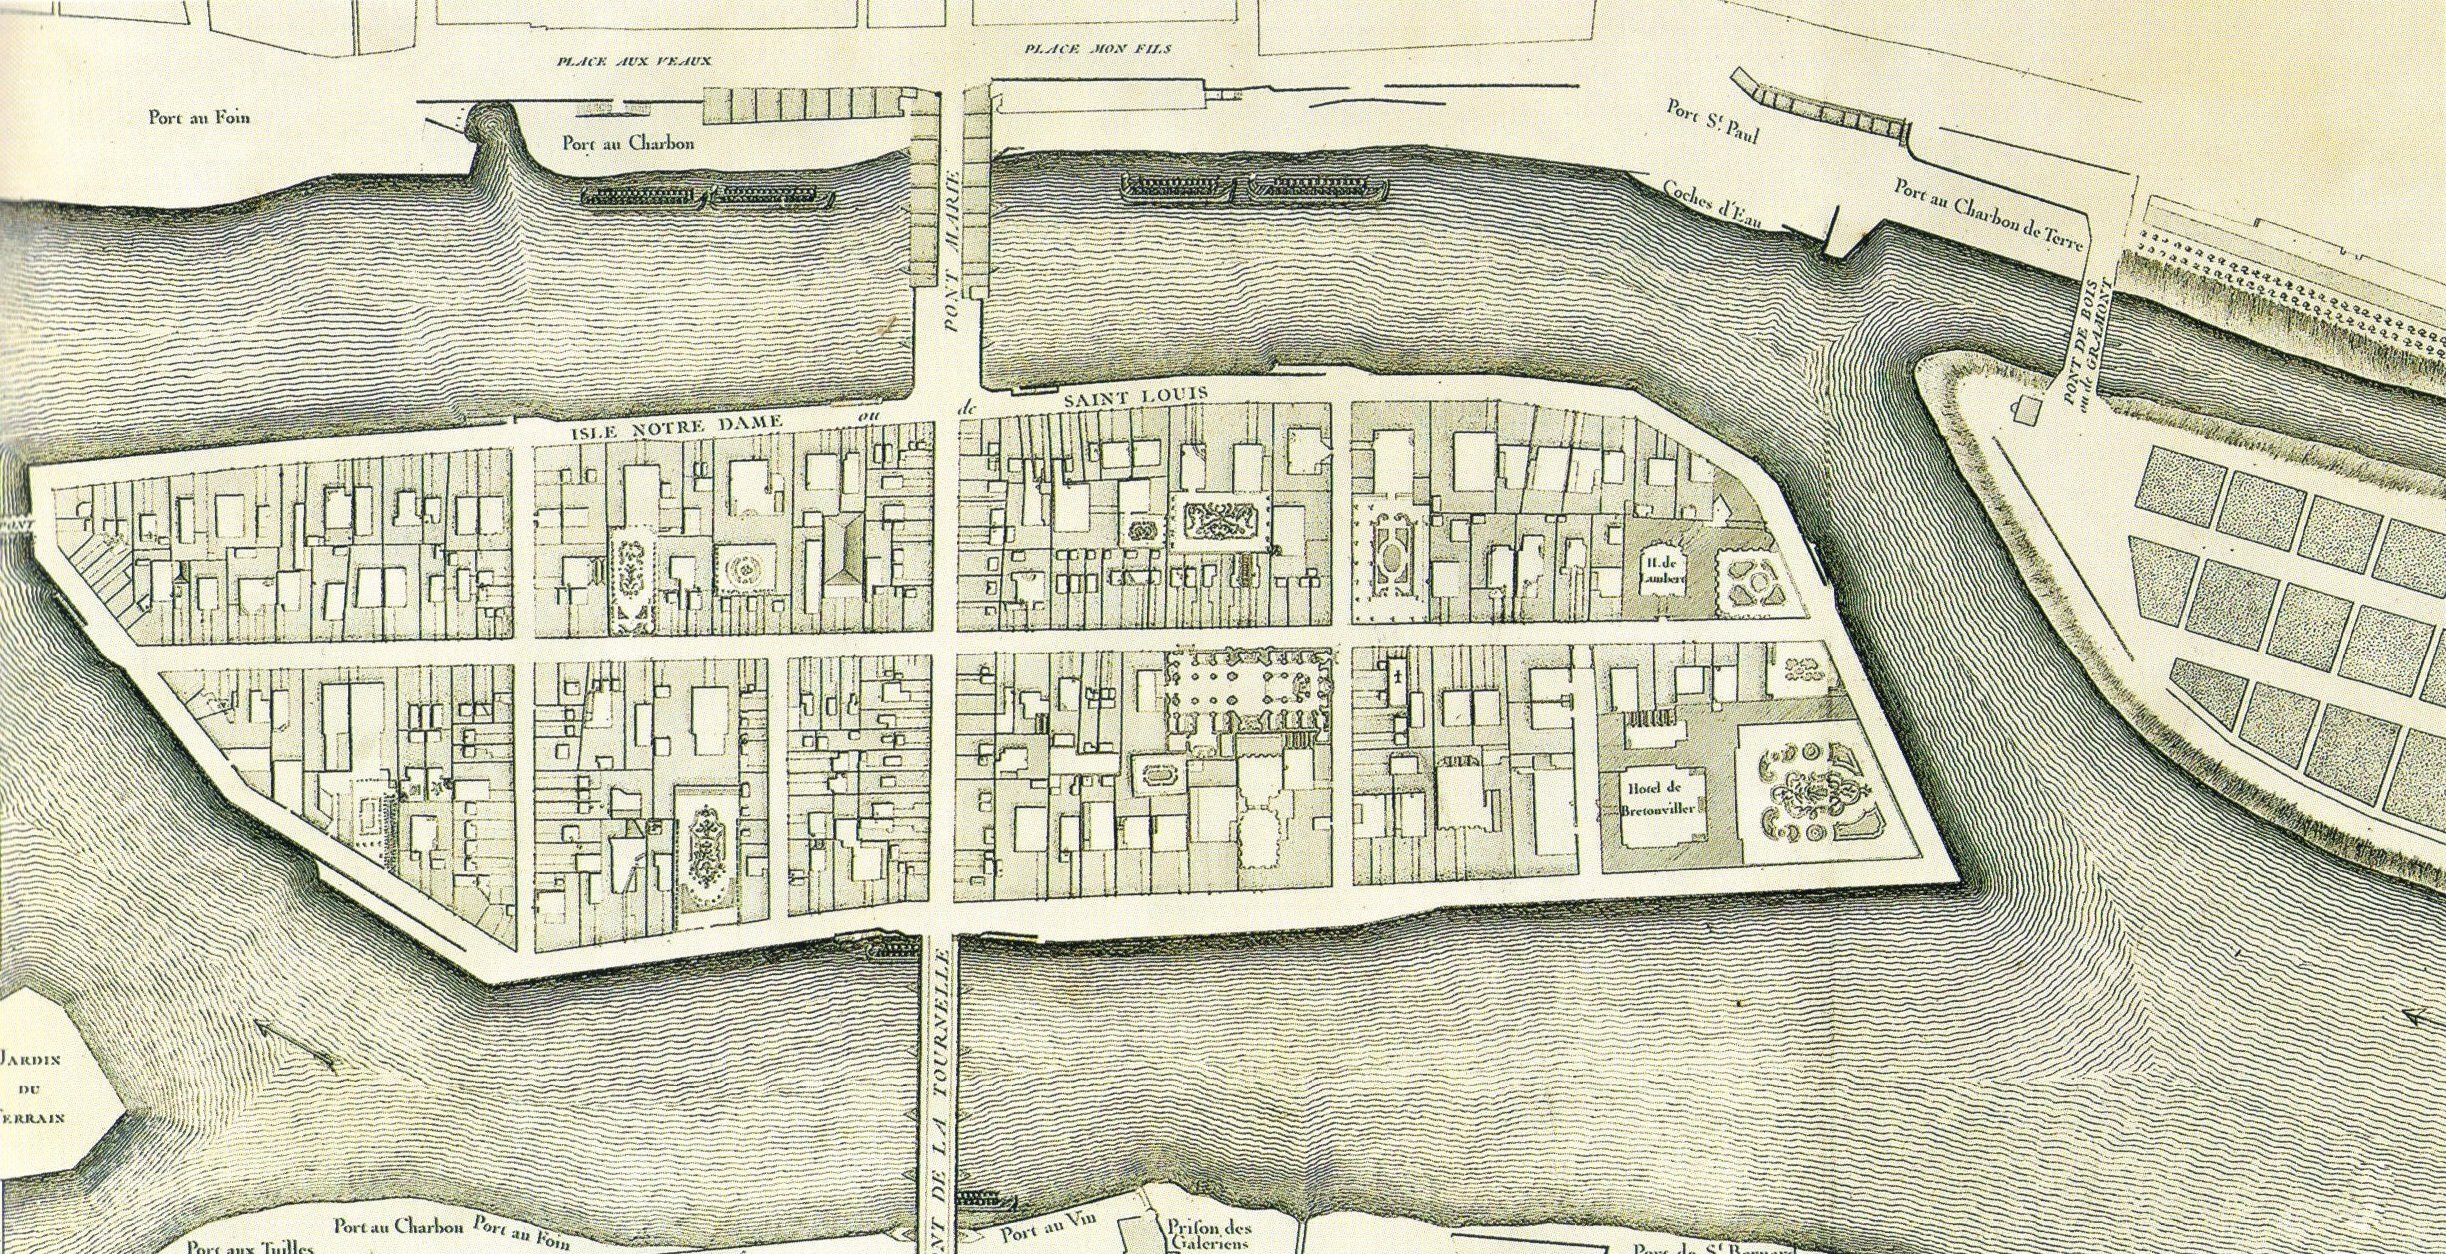 PLACE AUX VEAUX
PLACE MON FILS
Port au Foin
Port au Charbon
Port St. Paul
Coches d'Eau
Port au Charbon de Terre
PONT MARIE
PONT DE BOIS
ou de GRAMONT
ISLE NOTRE DAME ou de SAINT LOUIS
PONT
H. de
Lambert
Hotel de
Bretonviller
JARDIN
DU
TERRAIN
PONT DE LA TOURNELLE
Port au Charbon
Port au Foin
Port aux Tuilles
Port au Vin
Prison des
Galeriens
Port de St. Bernard